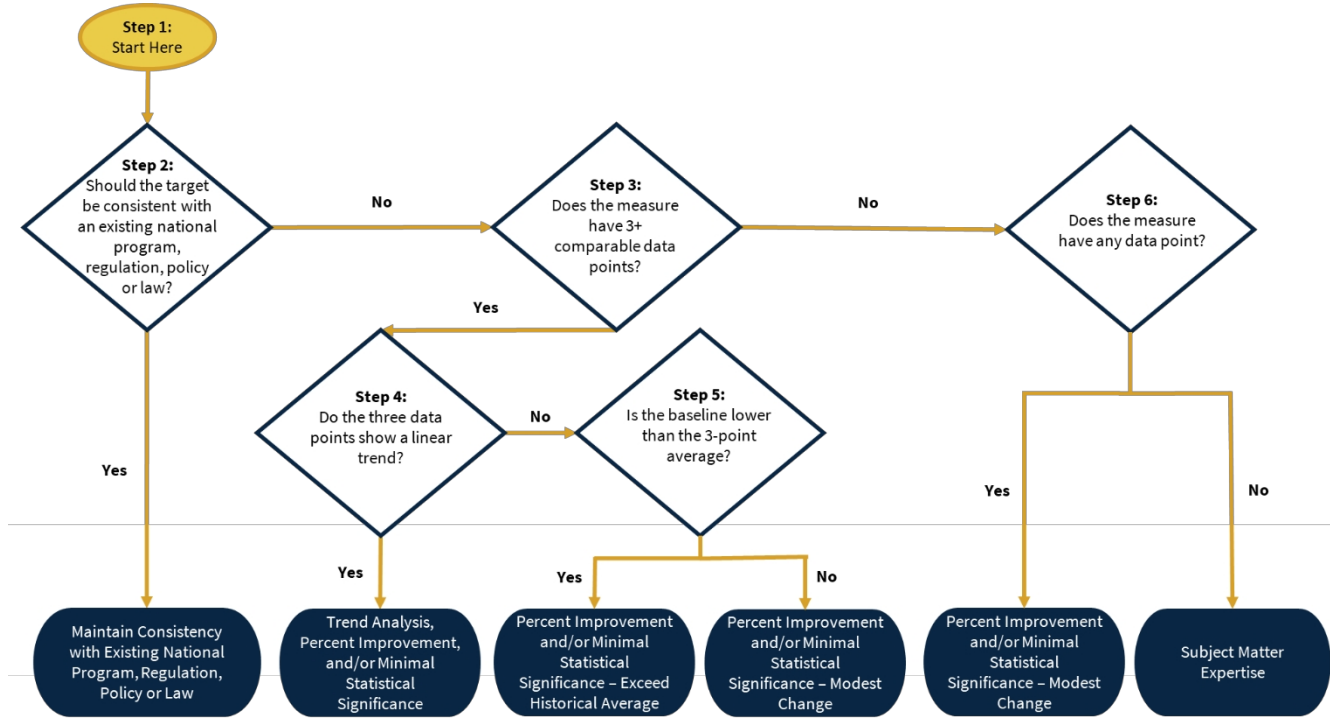 Step 1:
Start Here
Step 2:
Should the target
be consistent with
an existing national
program,
regulation, policy
or law?
No
Step 3:
Does the measure
have 3+
comparable data
points?
No
Step 6:
Does the measure
have any data point?
Yes
Step 4:
Do the three data
points show a linear
trend?
No
Step 5:
Is the baseline lower
than the 3-point
average?
Yes
Yes
No
Yes
Yes
No
Maintain Consistency
with Existing National
Program, Regulation,
Policy or Law
Trend Analysis,
Percent Improvement,
and/or Minimal
Statistical
Significance
Percent Improvement
and/or Minimal
Statistical
Significance – Exceed
Historical Average
Percent Improvement
and/or Minimal
Statistical
Significance – Modest
Change
Percent Improvement
and/or Minimal
Statistical
Significance – Modest
Change
Subject Matter
Expertise